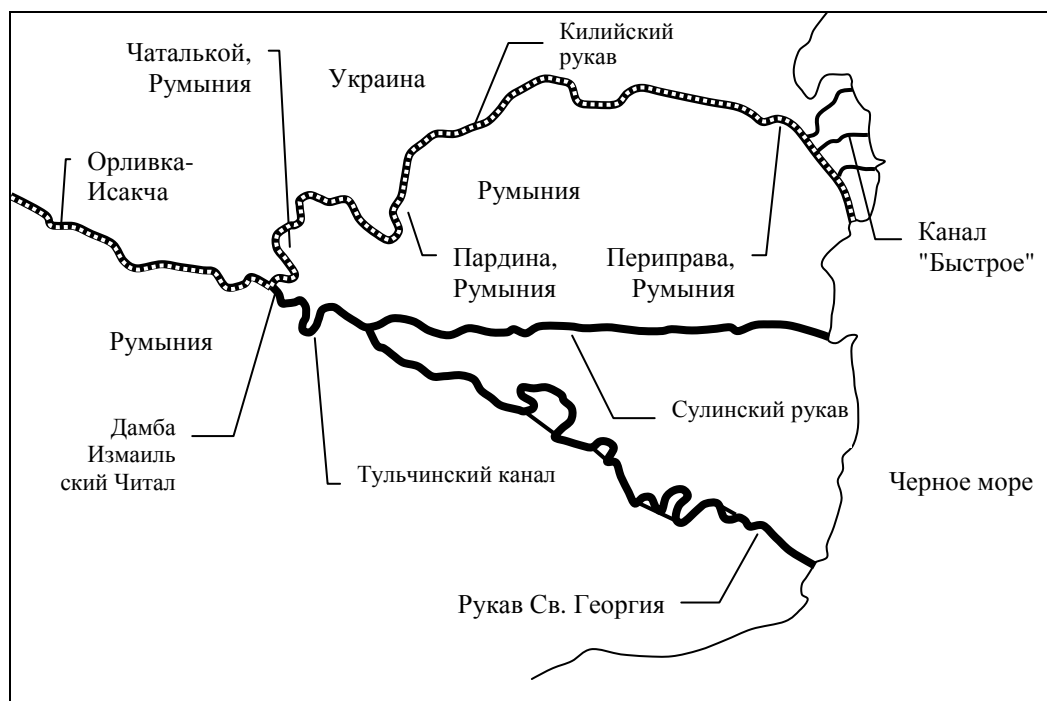 Чаталькой,
Румыния
Украина
Килийский
рукав
Орливка-
Исакча
Румыния
Пардина,
Румыния
Периправа,
Румыния
Канал
"Быстрое"
Румыния
Дамба
Измаиль
ский Читал
Тульчинский канал
Сулинский рукав
Черное море
Рукав Св. Георгия